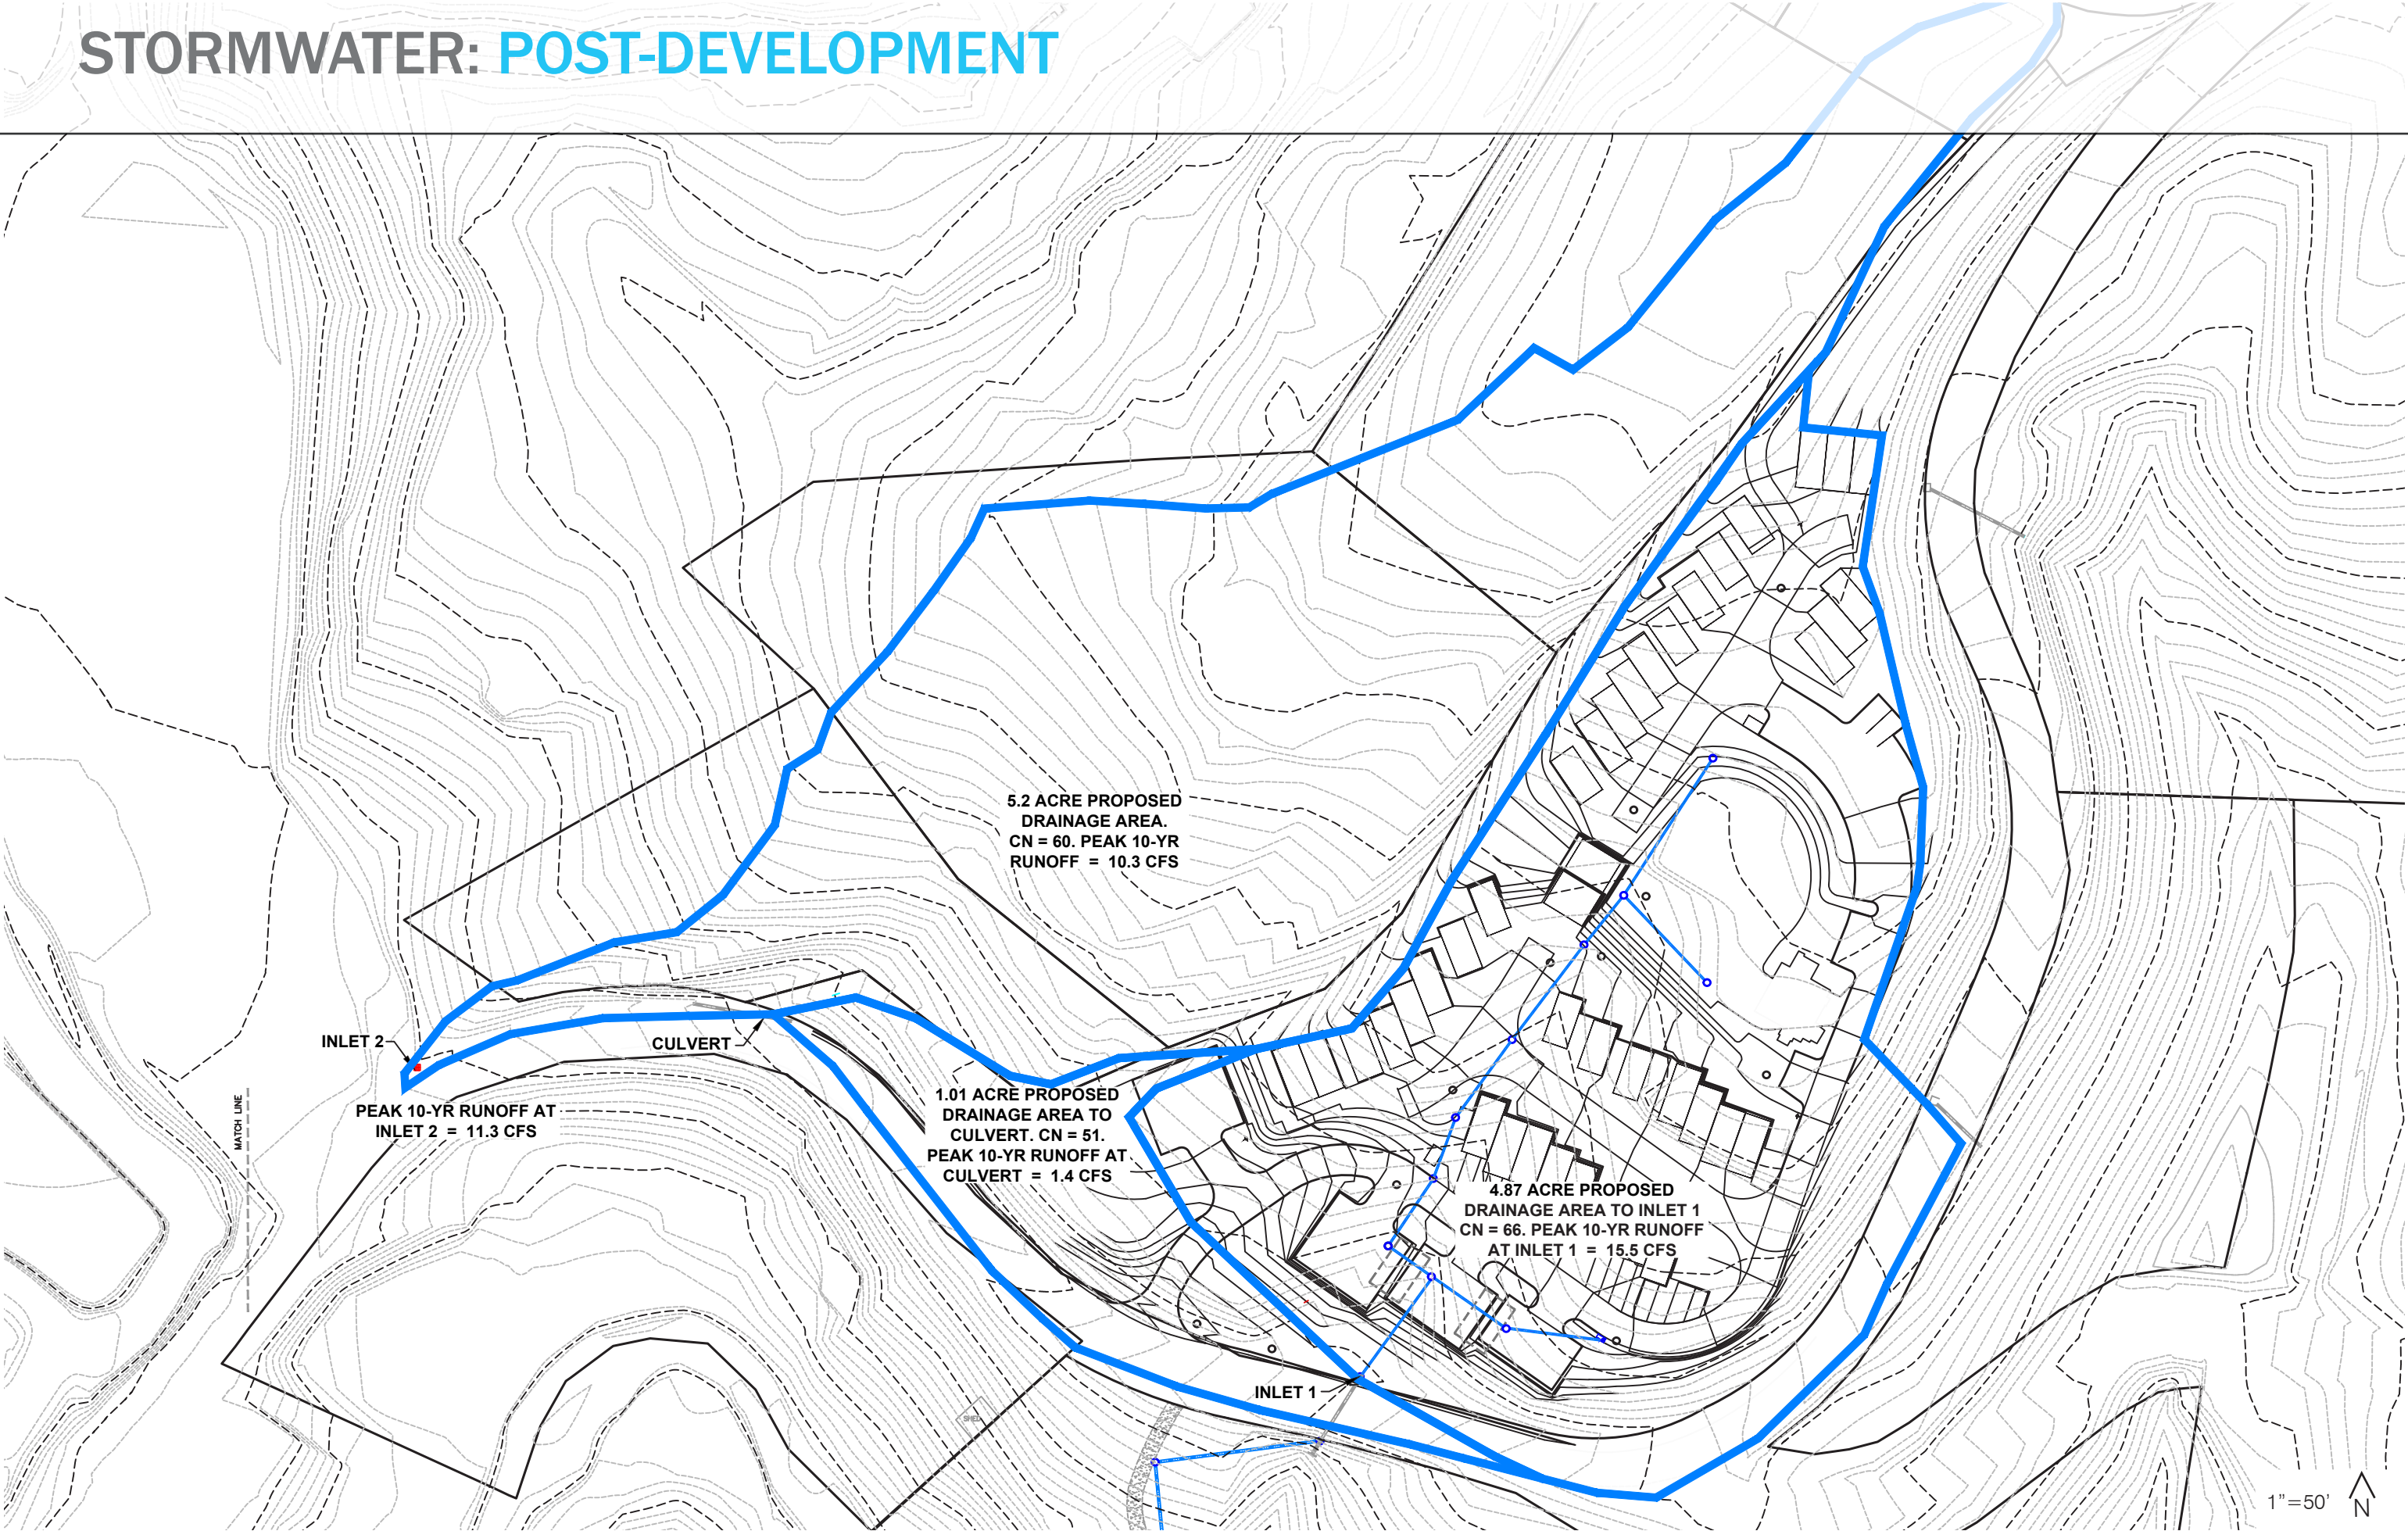 STORMWATER: POST-DEVELOPMENT
5.2 ACRE PROPOSED
DRAINAGE AREA.
CN = 60. PEAK 10-YR
RUNOFF = 10.3 CFS
INLET 2
CULVERT
PEAK 10-YR RUNOFF AT
INLET 2 = 11.3 CFS
MATCH LINE
1.01 ACRE PROPOSED
DRAINAGE AREA TO
CULVERT. CN = 51.
PEAK 10-YR RUNOFF AT
CULVERT = 1.4 CFS
4.87 ACRE PROPOSED
DRAINAGE AREA TO INLET 1
CN = 66. PEAK 10-YR RUNOFF
AT INLET 1 = 15.5 CFS
INLET 1
SHED
1"=50'
N